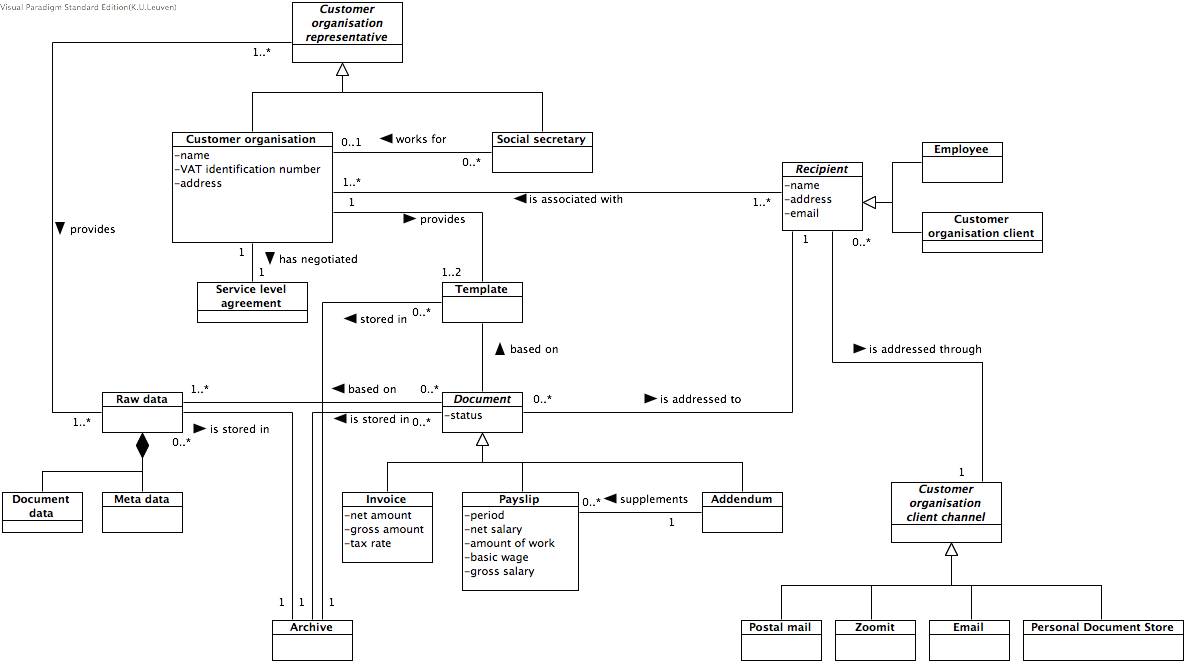 Visual Paradigm Standard Edition(K.U.Leuven)
Customer
organisation
representative
1..*
Customer organisation
-name
-VAT identification number
-address
0..1
◄ works for
0..*
Social secretary
1..*
◄ is associated with
1..*
1
► provides
Recipient
-name
-address
-email
Employee
Customer
organisation client
▼ provides
1
▼ has negotiated
1
1..2
1
0..*
Service level
agreement
Template
◄ stored in
0..*
▲ based on
► is addressed through
Raw data
1..*
◄ based on
0..*
Document
-status
0..*
► is addressed to
1..*
0..*
► is stored in
◄ is stored in
0..*
1
Document
data
Meta data
Invoice
-net amount
-gross amount
-tax rate
Payslip
-period
-net salary
-amount of work
-basic wage
-gross salary
0..*
◄ supplements
1
Addendum
Customer
organisation
client channel
1
1
1
Archive
Postal mail
Zoomit
Email
Personal Document Store